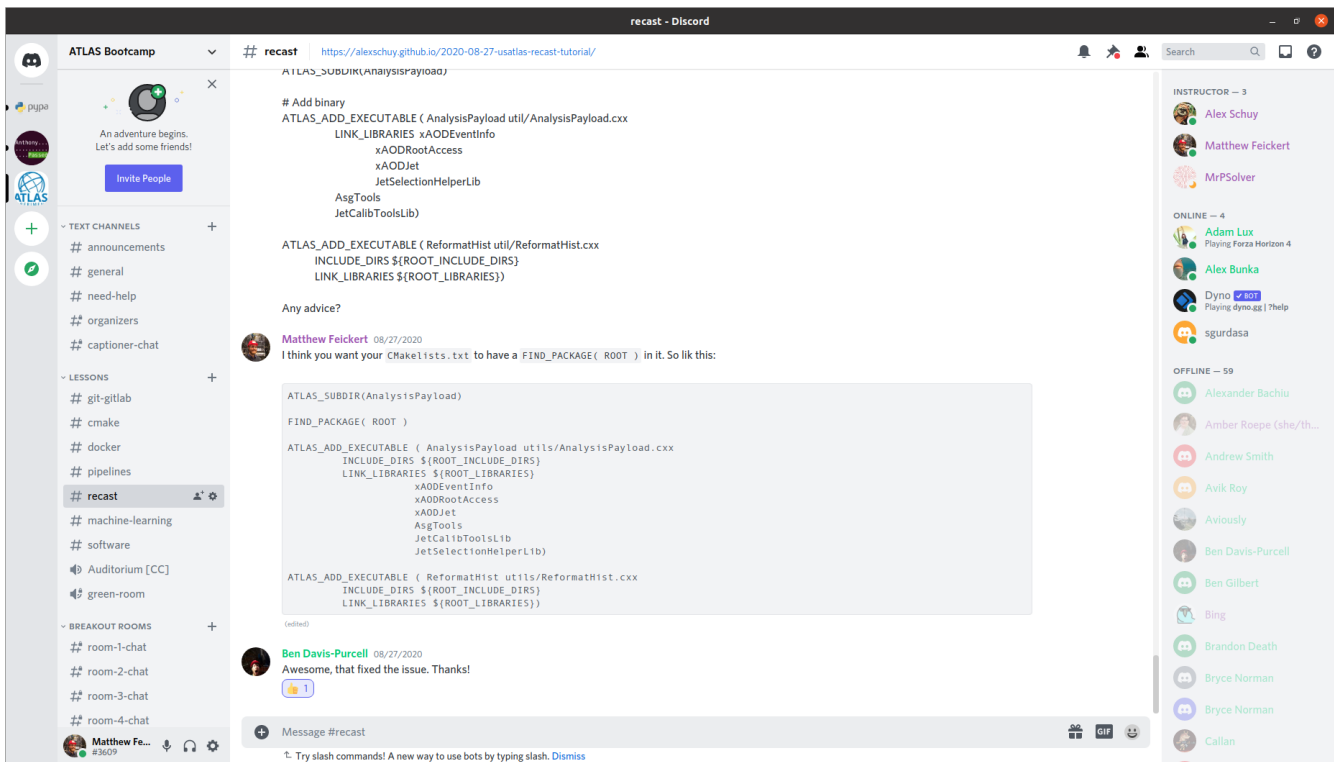 recast - Discord
ATLAS Bootcamp
# recast https://alexschuy.github.io/2020-08-27-usatlas-recast-tutorial/
Search
pypa
Anthony...
ATLAS
An adventure begins.
Let's add some friends!
Invite People
TEXT CHANNELS
# announcements
# general
# need-help
# organizers
# captioner-chat
LESSONS
# git-gitlab
# cmake
# docker
# pipelines
# recast
# machine-learning
# software
Auditorium [CC]
green-room
BREAKOUT ROOMS
# room-1-chat
# room-2-chat
# room-3-chat
# room-4-chat
Matthew Fe...
#3609
ATLAS_SUBDIR(AnalysisPayload)
# Add binary
ATLAS_ADD_EXECUTABLE ( AnalysisPayload util/AnalysisPayload.cxx
LINK_LIBRARIES xAODEventInfo
xAODRootAccess
xAODJet
JetSelectionHelperLib
AsgTools
JetCalibToolsLib)
ATLAS_ADD_EXECUTABLE ( ReformatHist util/ReformatHist.cxx
INCLUDE_DIRS ${ROOT_INCLUDE_DIRS}
LINK_LIBRARIES ${ROOT_LIBRARIES})
Any advice?
Matthew Feickert 08/27/2020
I think you want your CMakelists.txt to have a FIND_PACKAGE( ROOT ) in it. So lik this:
ATLAS_SUBDIR(AnalysisPayload)
FIND_PACKAGE( ROOT )
ATLAS_ADD_EXECUTABLE ( AnalysisPayload utils/AnalysisPayload.cxx
INCLUDE_DIRS ${ROOT_INCLUDE_DIRS}
LINK_LIBRARIES ${ROOT_LIBRARIES}
xAODEventInfo
xAODRootAccess
xAODJet
AsgTools
JetCalibToolsLib
JetSelectionHelperLib)
ATLAS_ADD_EXECUTABLE ( ReformatHist utils/ReformatHist.cxx
INCLUDE_DIRS ${ROOT_INCLUDE_DIRS}
LINK_LIBRARIES ${ROOT_LIBRARIES})
(edited)
Ben Davis-Purcell 08/27/2020
Awesome, that fixed the issue. Thanks!
👍 1
Message #recast
GIF
Try slash commands! A new way to use bots by typing slash. Dismiss
INSTRUCTOR — 3
Alex Schuy
Matthew Feickert
MrPSolver
ONLINE — 4
Adam Lux
Playing Forza Horizon 4
Alex Bunka
Dyno ✓ BOT
Playing dyno.gg | ?help
sgurdasa
OFFLINE — 59
Alexander Bachiu
Amber Roepe (she/th...
Andrew Smith
Avik Roy
Aviously
Ben Davis-Purcell
Ben Gilbert
Bing
Brandon Death
Bryce Norman
Bryce Norman
Callan